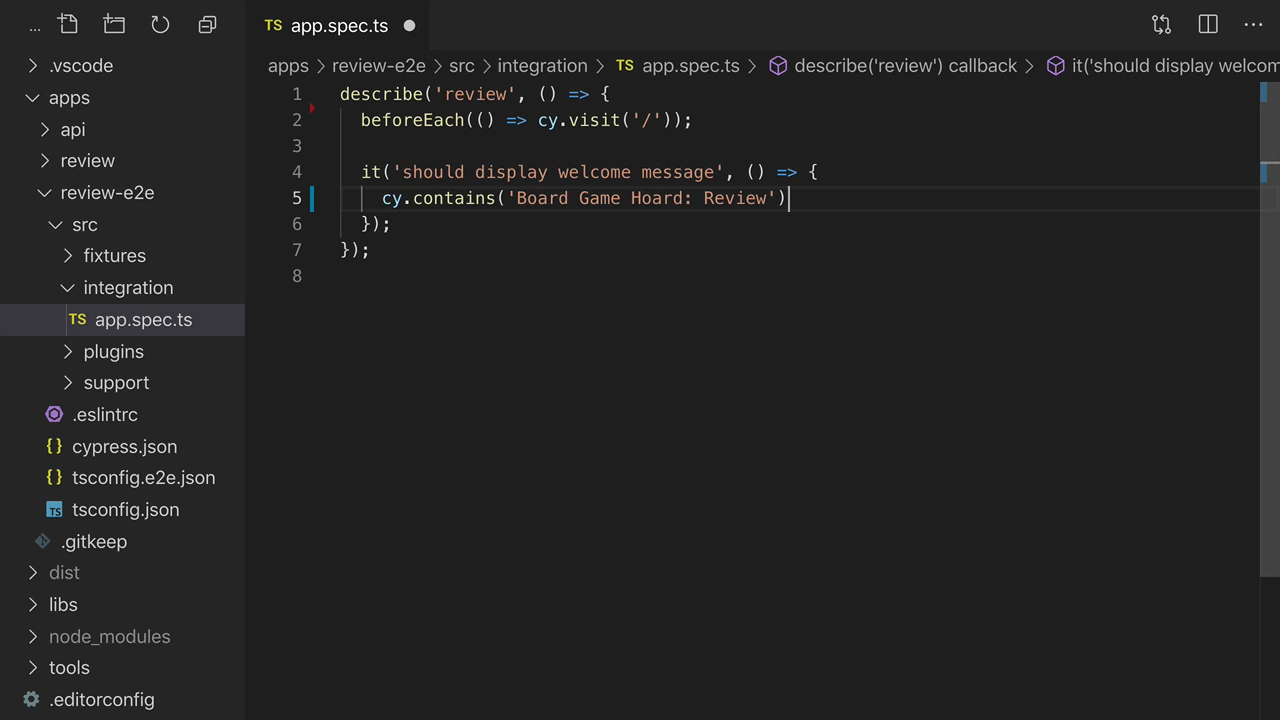 ...
TS app.spec.ts
...
.vscode
apps
api
review
review-e2e
src
fixtures
integration
TS app.spec.ts
plugins
support
.eslintrc
{} cypress.json
{} tsconfig.e2e.json
TS tsconfig.json
.gitkeep
dist
libs
node_modules
tools
.editorconfig
apps > review-e2e > src > integration > TS app.spec.ts > describe('review') callback > it('should display welcom
1 describe('review', () => {
2 beforeEach(() => cy.visit('/'));
3
4 it('should display welcome message', () => {
5 cy.contains('Board Game Hoard: Review')
6 });
7 });
8